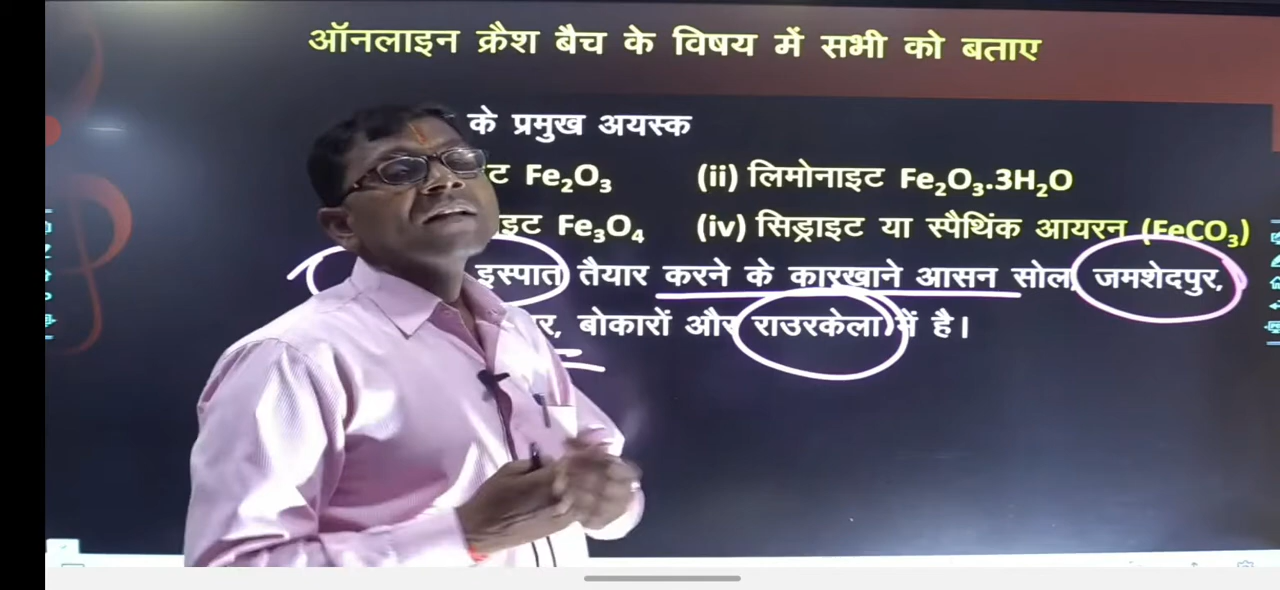 ऑनलाइन क्रैश बैच के विषय में सभी को बताए
के प्रमुख अयस्क
ट Fe₂O₃ (ii) लिमोनाइट Fe₂O₃.3H₂O
ाइट Fe₃O₄ (iv) सिड्राइट या स्पैथिंक आयरन (FeCO₃)
इस्पात तैयार करने के कारखाने आसन सोल, जमशेदपुर,
र, बोकारों और राउरकेला में है।